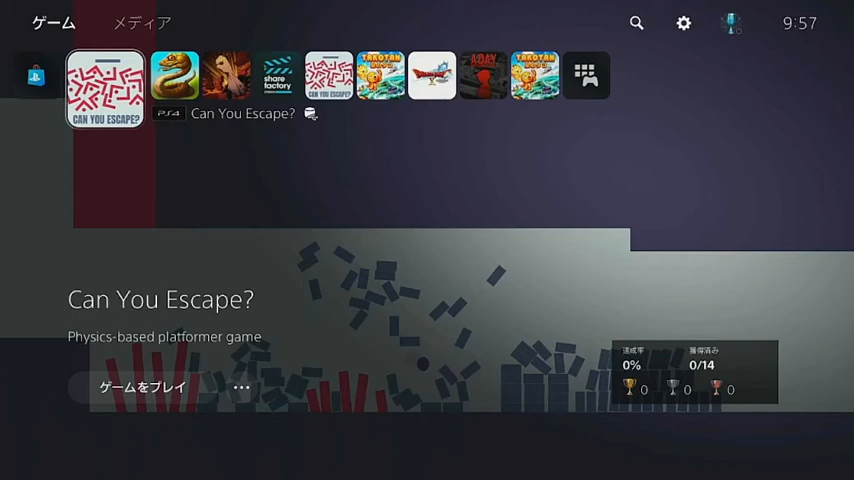 ゲーム メディア 9:57
CAN YOU ESCAPE?
share
factory
CAN YOU ESCAPE?
TAKOTAN
A DAY
TAKOTAN
PS4 Can You Escape?
Can You Escape?
Physics-based platformer game
達成率 獲得済み
0% 0/14
0 0 0
ゲームをプレイ ...